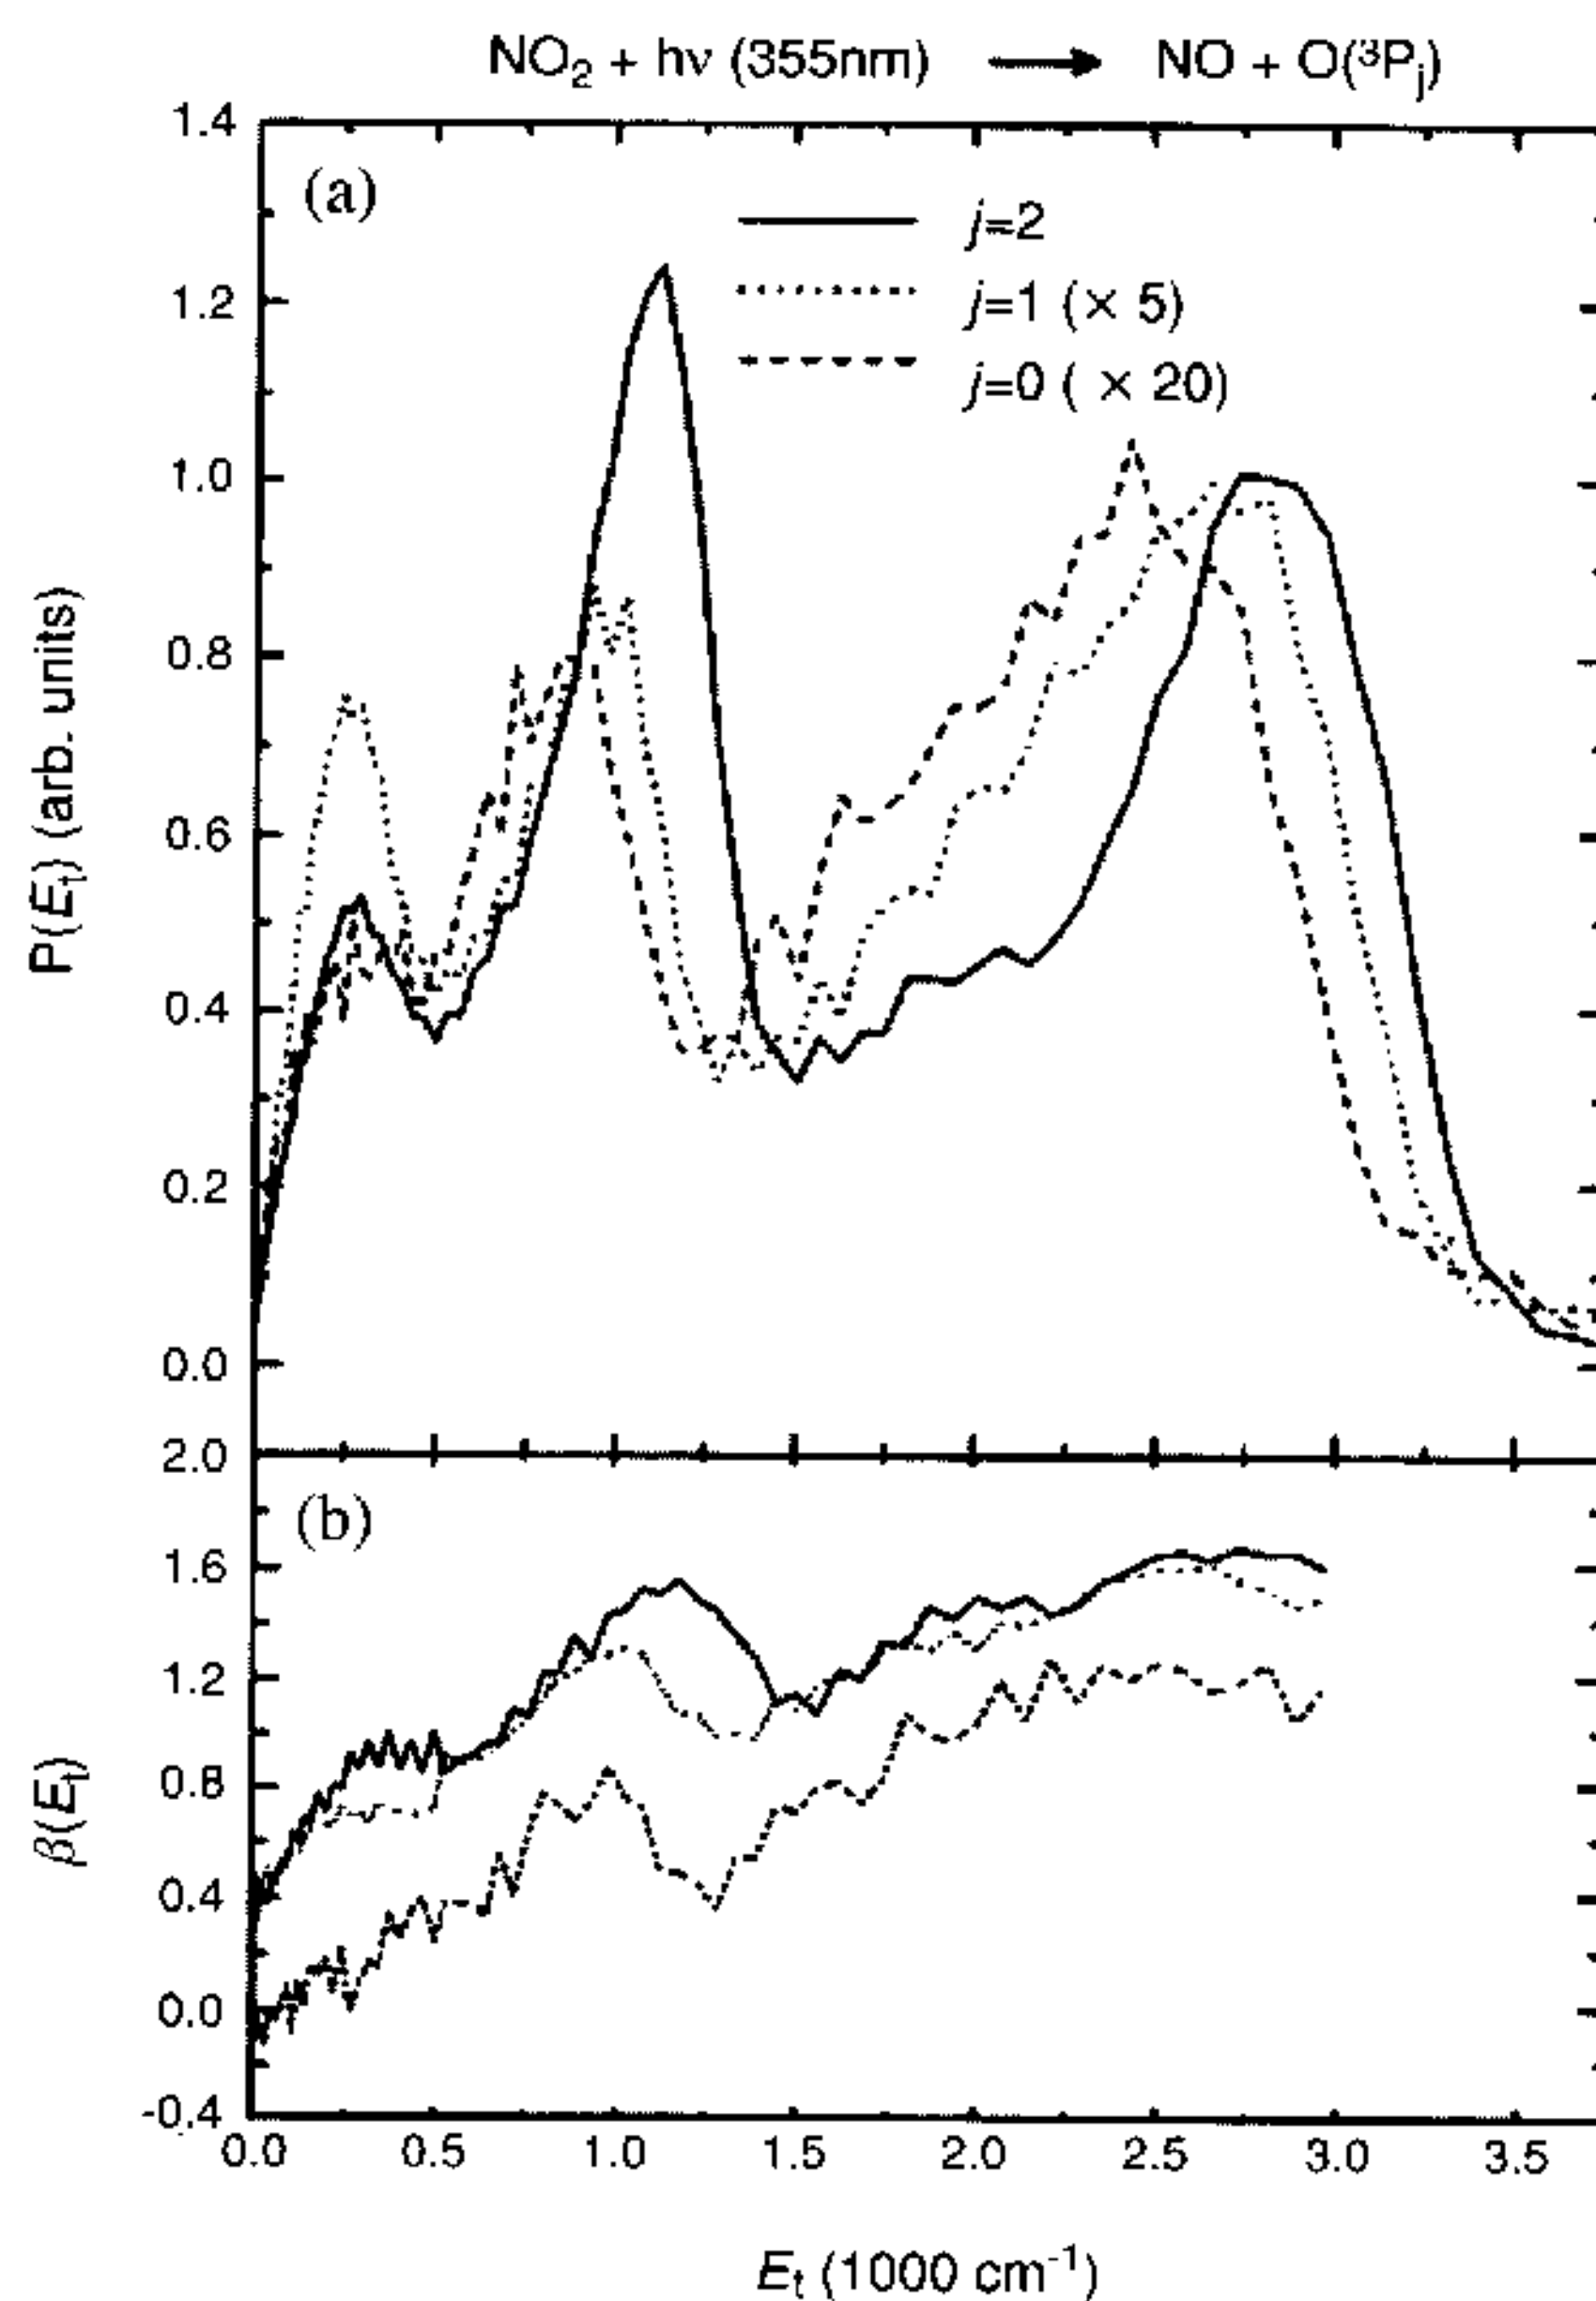 NO₂ + hν (355nm) ⟶ NO + O(³Pⱼ)
1.4
(a)
j=2
1.2
j=1 (× 5)
j=0 ( × 20)
1.0
0.8
0.6
0.4
0.2
0.0
P(Eₜ) (arb. units)
2.0
(b)
1.6
1.2
0.8
0.4
0.0
-0.4
β(Eₜ)
0.0 0.5 1.0 1.5 2.0 2.5 3.0 3.5
Eₜ (1000 cm⁻¹)